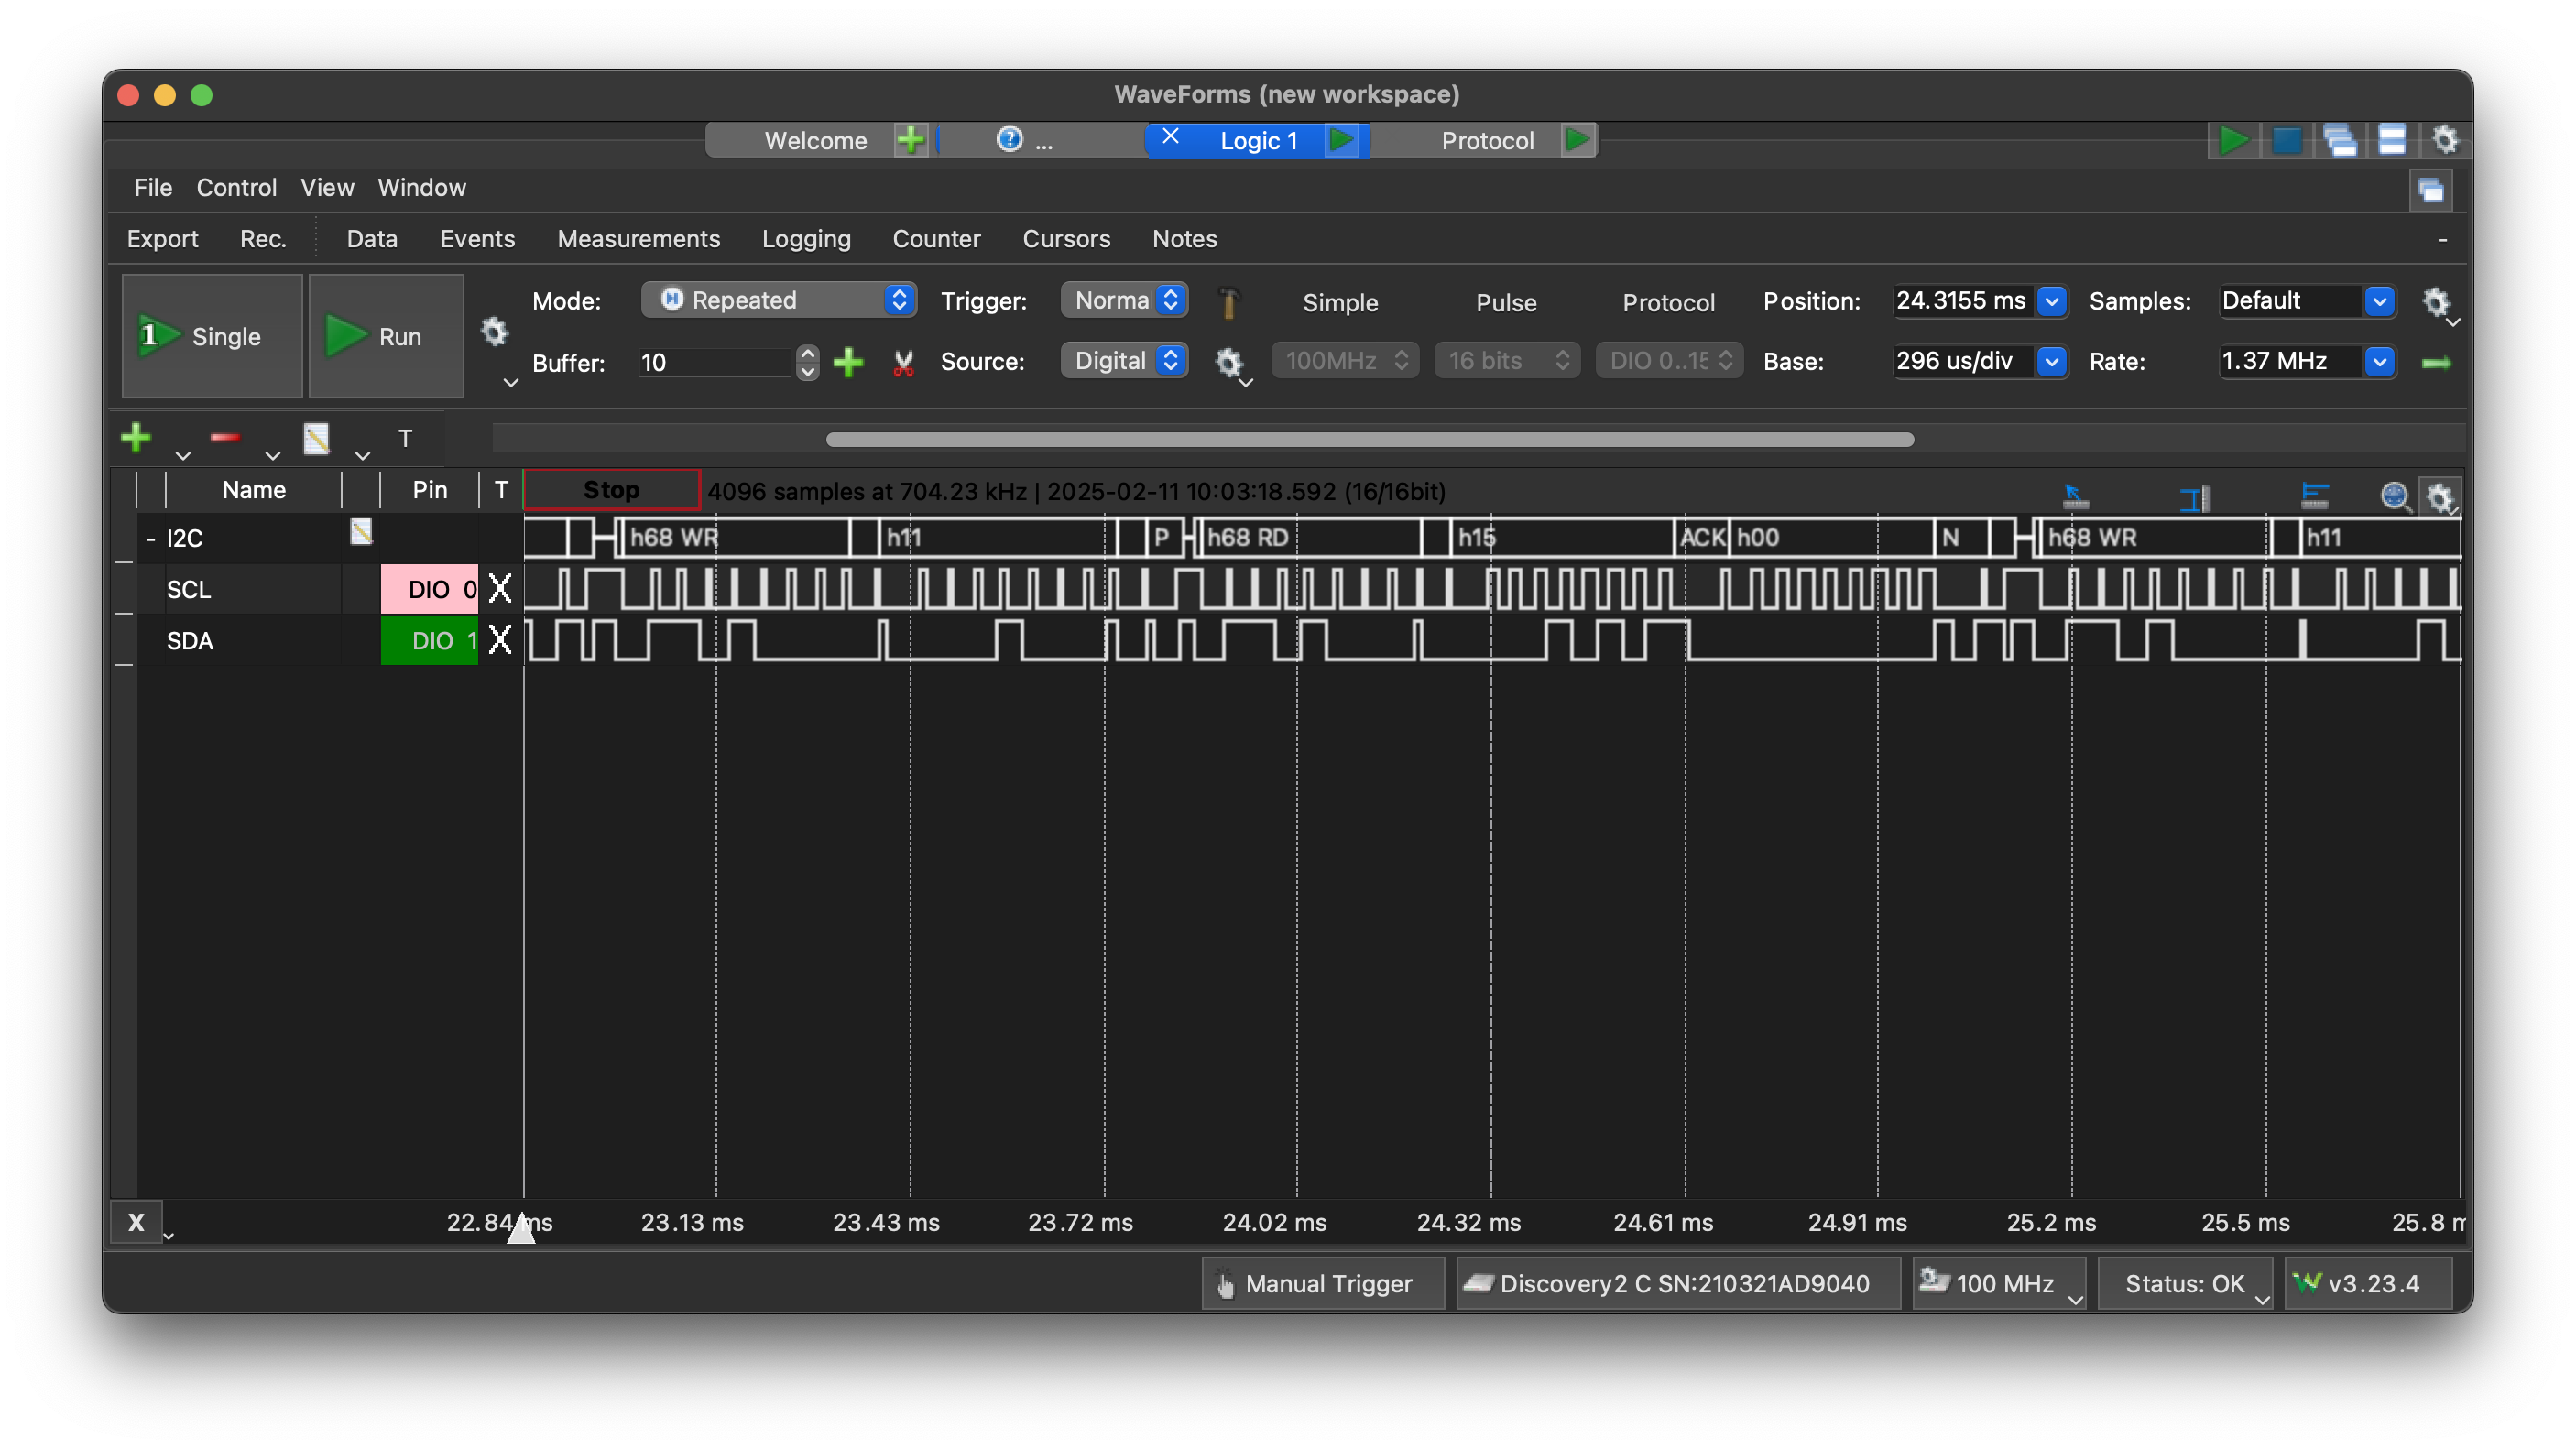 WaveForms (new workspace)
Welcome ... Logic 1 Protocol
File Control View Window
Export Rec. Data Events Measurements Logging Counter Cursors Notes -
1 Single Run
Mode: Repeated Trigger: Normal Simple Pulse Protocol Position: 24.3155 ms Samples: Default
Buffer: 10 Source: Digital 100MHz 16 bits DIO 0..15 Base: 296 us/div Rate: 1.37 MHz
T
Name Pin T Stop 4096 samples at 704.23 kHz | 2025-02-11 10:03:18.592 (16/16bit)
- I2C h68 WR h11 P h68 RD h15 ACK h00 N h68 WR h11
SCL DIO 0 X
SDA DIO 1 X
X 22.84 ms 23.13 ms 23.43 ms 23.72 ms 24.02 ms 24.32 ms 24.61 ms 24.91 ms 25.2 ms 25.5 ms 25.8 m
Manual Trigger Discovery2 C SN:210321AD9040 100 MHz Status: OK v3.23.4